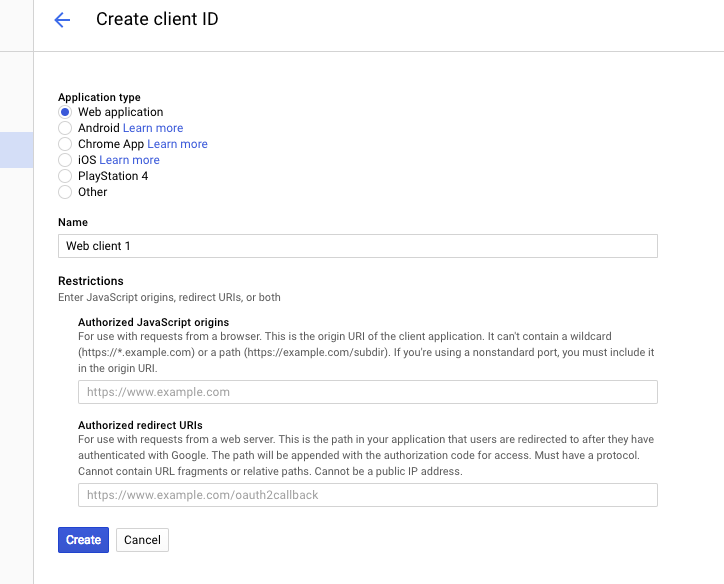 Create client ID
Application type
Web application
Android Learn more
Chrome App Learn more
iOS Learn more
PlayStation 4
Other
Name
Web client 1
Restrictions
Enter JavaScript origins, redirect URIs, or both
Authorized JavaScript origins
For use with requests from a browser. This is the origin URI of the client application. It can't contain a wildcard
(https://*.example.com) or a path (https://example.com/subdir). If you're using a nonstandard port, you must include it
in the origin URI.
https://www.example.com
Authorized redirect URIs
For use with requests from a web server. This is the path in your application that users are redirected to after they have
authenticated with Google. The path will be appended with the authorization code for access. Must have a protocol.
Cannot contain URL fragments or relative paths. Cannot be a public IP address.
https://www.example.com/oauth2callback
Create Cancel